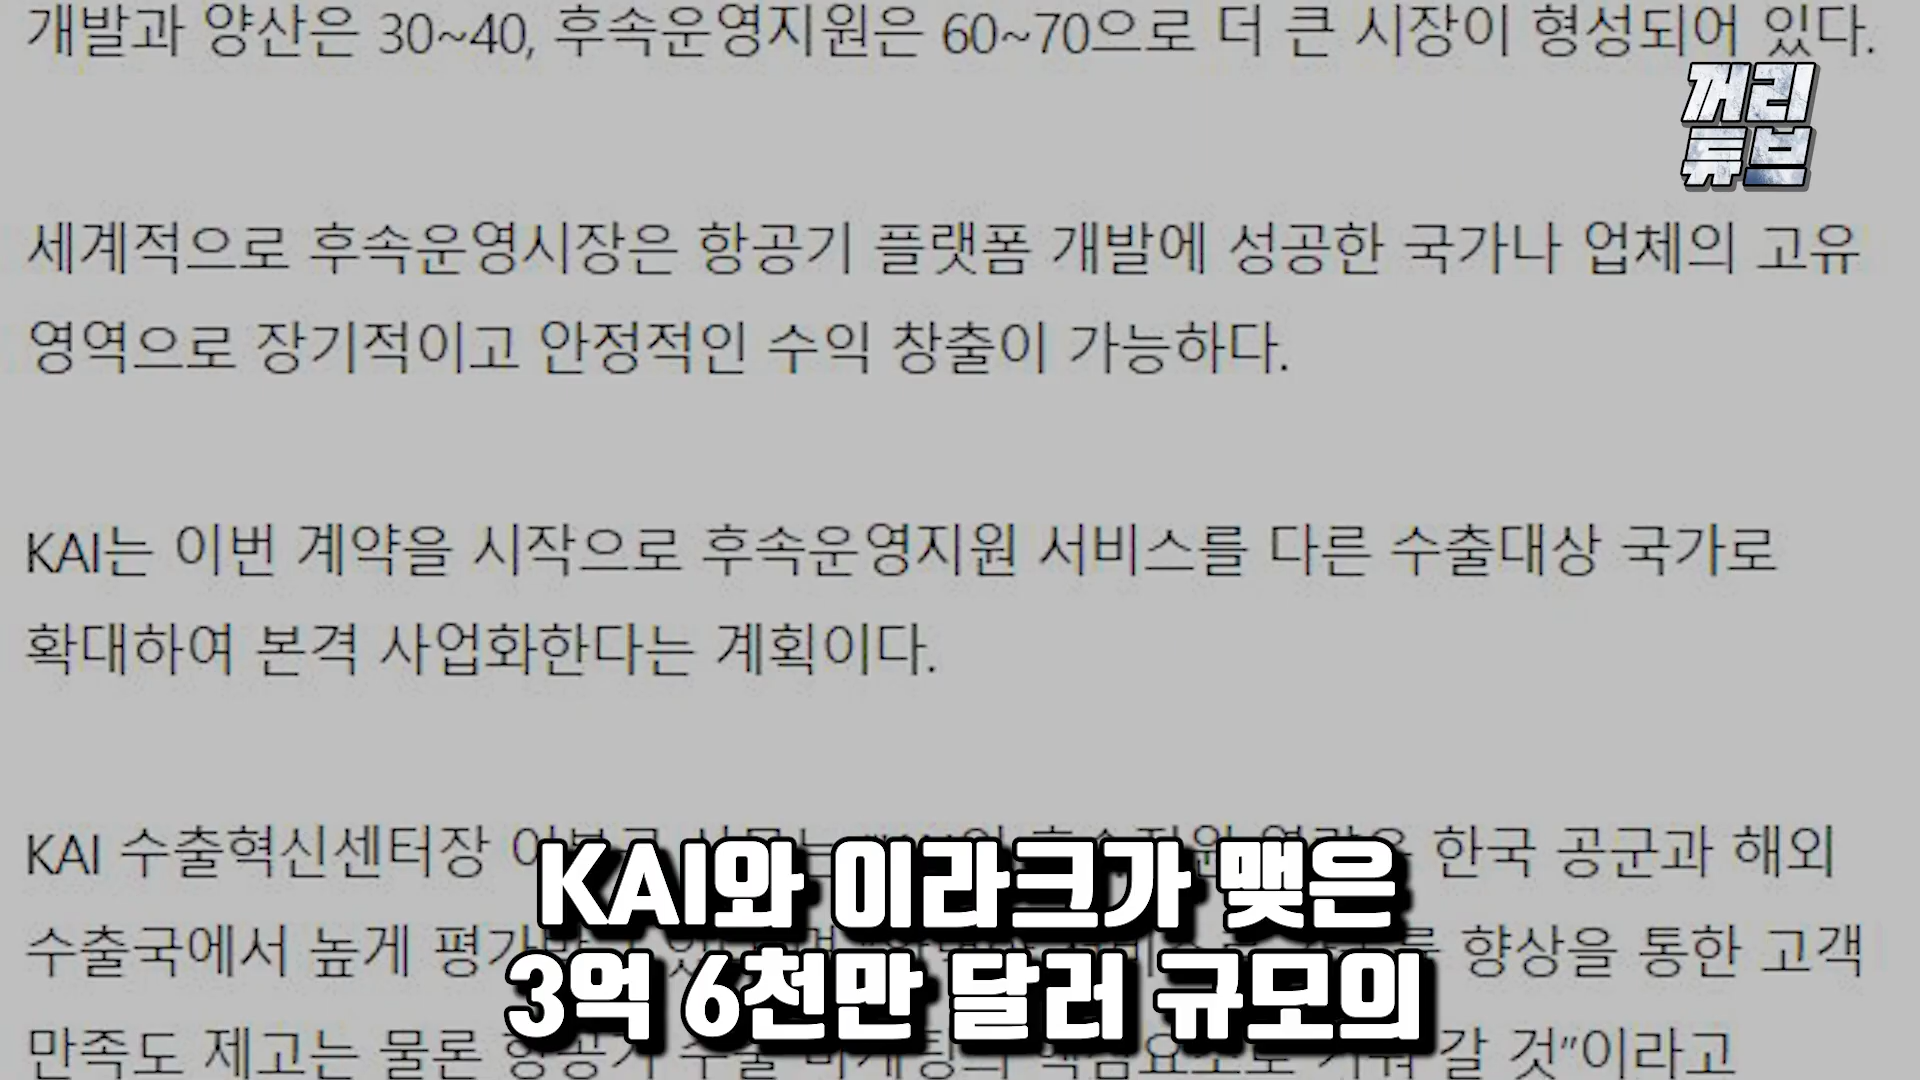 개발과 양산은 30~40, 후속운영지원은 60~70으로 더 큰 시장이 형성되어 있다.
꺼리
튜브
세계적으로 후속운영시장은 항공기 플랫폼 개발에 성공한 국가나 업체의 고유
영역으로 장기적이고 안정적인 수익 창출이 가능하다.
KAI는 이번 계약을 시작으로 후속운영지원 서비스를 다른 수출대상 국가로
확대하여 본격 사업화한다는 계획이다.
KAI 수출혁신센터장 한국 공군과 해외
KAI와 이라크가 맺은
수출국에서 높게 향상을 통한 고객
3억 6천만 달러 규모의
만족도 제고는 물론 갈 것"이라고